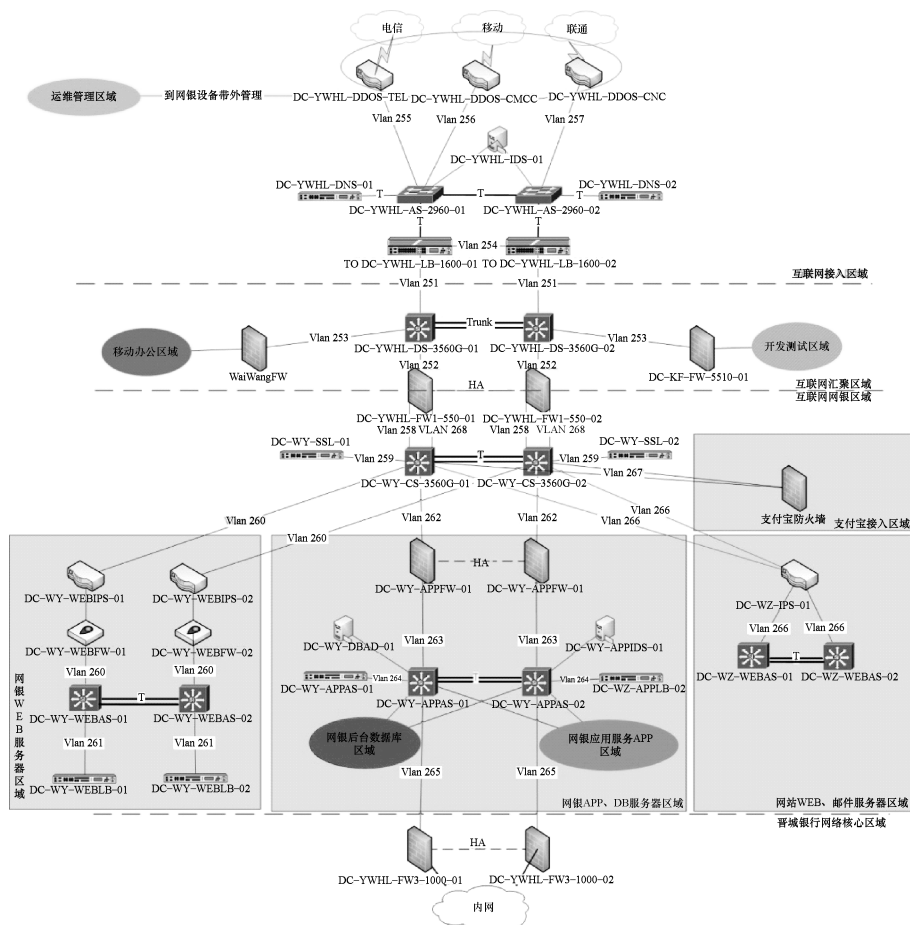 电信
移动
联通
运维管理区域
到网银设备带外管理
DC-YWHL-DDOS-TEL
DC-YWHL-DDOS-CMCC
DC-YWHL-DDOS-CNC
Vlan 255
Vlan 256
Vlan 257
DC-YWHL-IDS-01
DC-YWHL-DNS-01
DC-YWHL-DNS-02
T
T
T
DC-YWHL-AS-2960-01
DC-YWHL-AS-2960-02
T
T
Vlan 254
TO DC-YWHL-LB-1600-01
TO DC-YWHL-LB-1600-02
互联网接入区域
Vlan 251
Vlan 251
Trunk
Vlan 253
Vlan 253
移动办公区域
开发测试区域
DC-YWHL-DS-3560G-01
DC-YWHL-DS-3560G-02
WaiWangFW
DC-KF-FW-5510-01
Vlan 252
Vlan 252
HA
互联网汇聚区域
互联网网银区域
DC-YWHL-FW1-550-01
DC-YWHL-FW1-550-02
Vlan 258
VLAN 268
Vlan 258
VLAN 268
DC-WY-SSL-01
DC-WY-SSL-02
Vlan 259
T
Vlan 259
Vlan 267
DC-WY-CS-3560G-01
DC-WY-CS-3560G-02
支付宝防火墙
支付宝接入区域
Vlan 260
Vlan 260
Vlan 262
Vlan 262
Vlan 266
Vlan 266
HA
DC-WY-WEBIPS-01
DC-WY-WEBIPS-02
DC-WY-APPFW-01
DC-WY-APPFW-01
DC-WZ-IPS-01
Vlan 263
Vlan 263
Vlan 266
Vlan 266
DC-WY-WEBFW-01
DC-WY-WEBFW-02
DC-WY-DBAD-01
DC-WY-APPIDS-01
Vlan 260
Vlan 260
T
DC-WZ-WEBAS-01
DC-WZ-WEBAS-02
Vlan 264
T
Vlan 264
DC-WY-APPAS-01
DC-WZ-APPLB-02
T
DC-WY-APPAS-01
DC-WY-APPAS-02
DC-WY-WEBAS-01
DC-WY-WEBAS-02
网银WEB服务器区域
Vlan 261
Vlan 261
网银后台数据库
区域
网银应用服务APP
区域
Vlan 265
Vlan 265
DC-WY-WEBLB-01
DC-WY-WEBLB-02
网银APP、DB服务器区域
网站WEB、邮件服务器区域
晋城银行网络核心区域
HA
DC-YWHL-FW3-1000-01
DC-YWHL-FW3-1000-02
内网